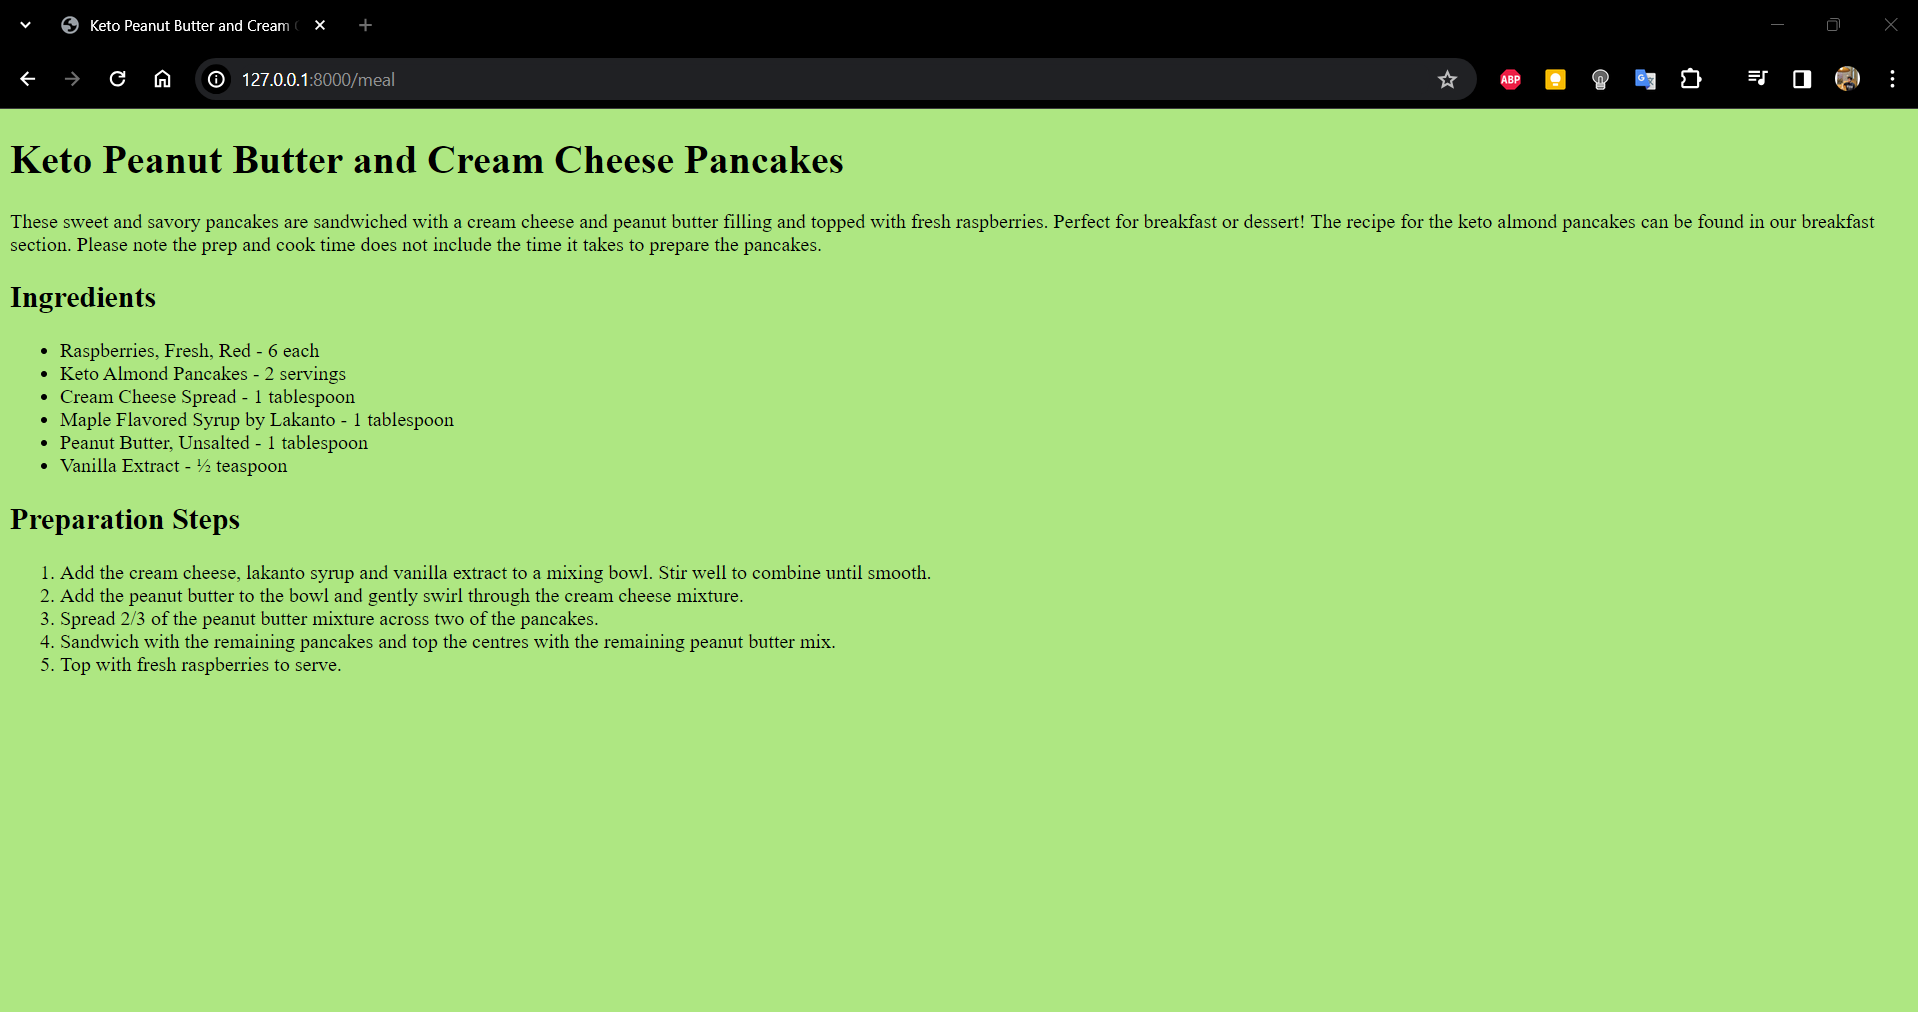 Keto Peanut Butter and Cream
127.0.0.1:8000/meal
ABP
Keto Peanut Butter and Cream Cheese Pancakes
These sweet and savory pancakes are sandwiched with a cream cheese and peanut butter filling and topped with fresh raspberries. Perfect for breakfast or dessert! The recipe for the keto almond pancakes can be found in our breakfast
section. Please note the prep and cook time does not include the time it takes to prepare the pancakes.
Ingredients
• Raspberries, Fresh, Red - 6 each
• Keto Almond Pancakes - 2 servings
• Cream Cheese Spread - 1 tablespoon
• Maple Flavored Syrup by Lakanto - 1 tablespoon
• Peanut Butter, Unsalted - 1 tablespoon
• Vanilla Extract - ½ teaspoon
Preparation Steps
1. Add the cream cheese, lakanto syrup and vanilla extract to a mixing bowl. Stir well to combine until smooth.
2. Add the peanut butter to the bowl and gently swirl through the cream cheese mixture.
3. Spread 2/3 of the peanut butter mixture across two of the pancakes.
4. Sandwich with the remaining pancakes and top the centres with the remaining peanut butter mix.
5. Top with fresh raspberries to serve.